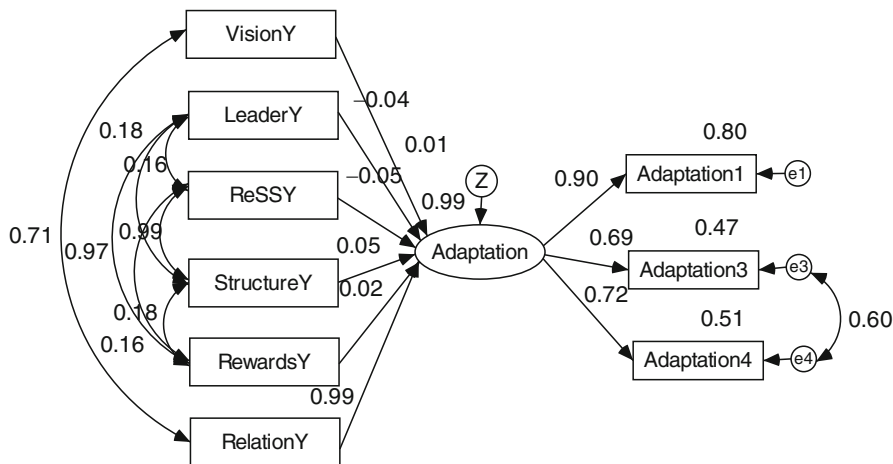 VisionY
LeaderY
ReSSY
StructureY
RewardsY
RelationY
0.71
0.97
0.18
0.16
0.99
0.18
0.16
−0.04
0.01
−0.05
0.99
0.05
0.02
0.99
Z
Adaptation
0.90
0.69
0.72
0.80
Adaptation1
e1
0.47
Adaptation3
e3
0.51
Adaptation4
e4
0.60